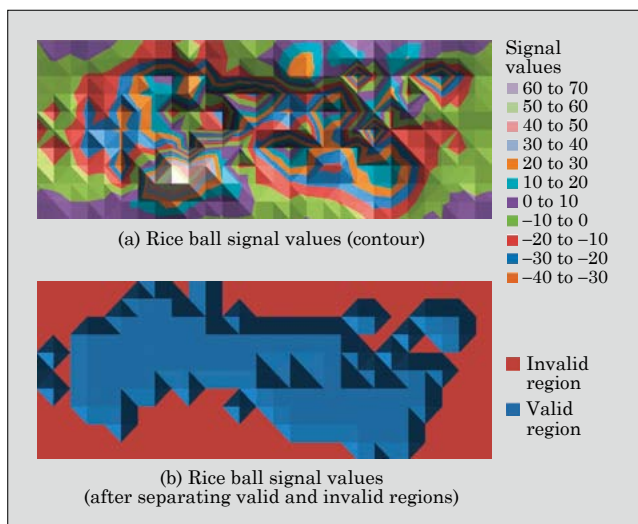 Signal
values
60 to 70
50 to 60
40 to 50
30 to 40
20 to 30
10 to 20
0 to 10
–10 to 0
–20 to –10
–30 to –20
–40 to –30
(a) Rice ball signal values (contour)
Invalid
region
Valid
region
(b) Rice ball signal values
(after separating valid and invalid regions)